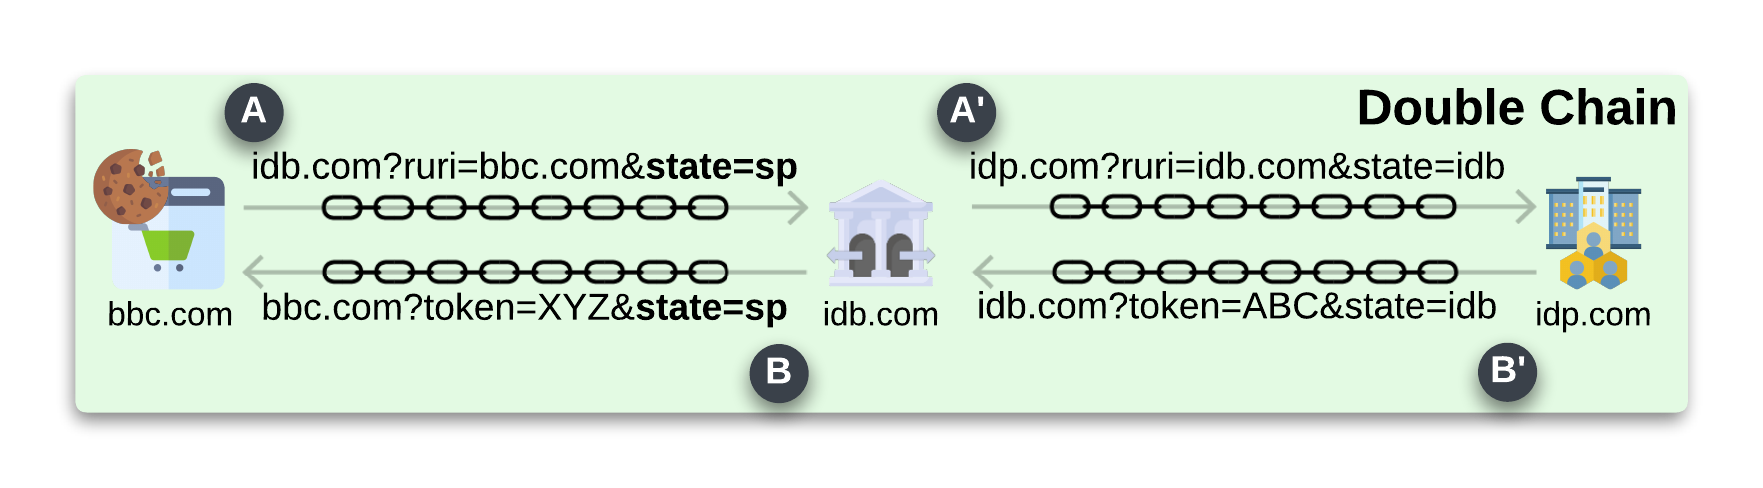 Double Chain
A
A'
idb.com?ruri=bbc.com&state=sp
idp.com?ruri=idb.com&state=idb
bbc.com?token=XYZ&state=sp
idb.com?token=ABC&state=idb
bbc.com
idb.com
idp.com
B
B'